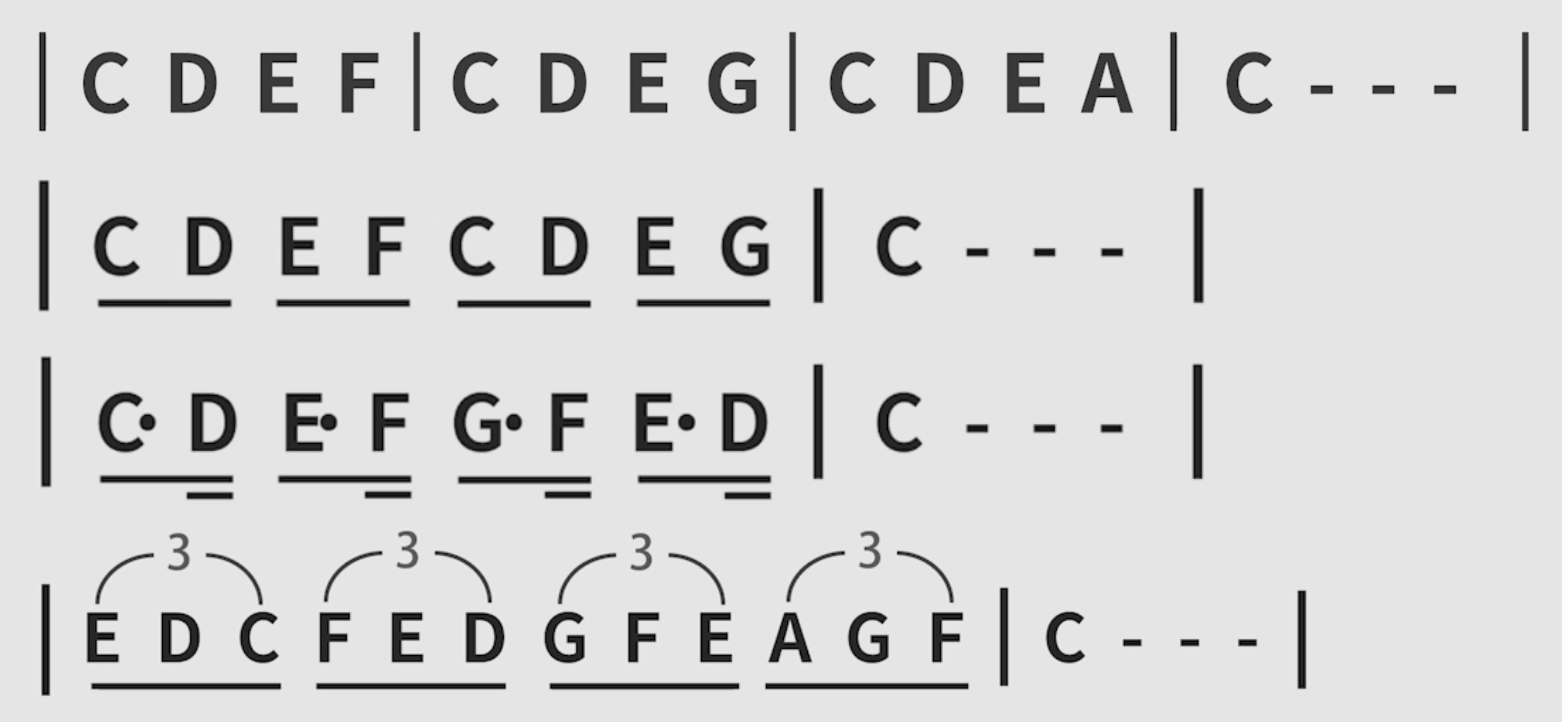 | C D E F | C D E G | C D E A | C - - - |
| C D E F C D E G | C - - - |
| C• D E• F G• F E• D | C - - - |
3 3 3 3
| E D C F E D G F E A G F | C - - - |